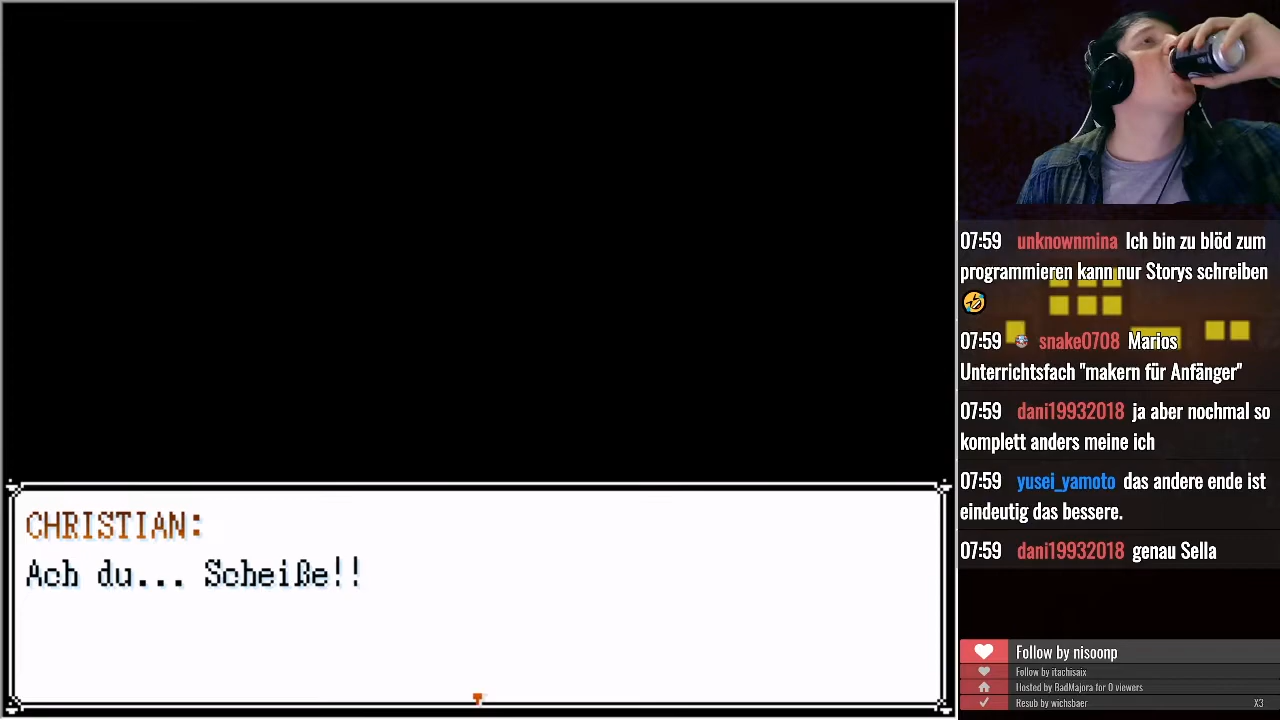 CHRISTIAN:
Ach du... Scheiße!!
07:59 unknownmina Ich bin zu blöd zum
programmieren kann nur Storys schreiben
🤣
07:59 snake0708 Marios
Unterrichtsfach "makern für Anfänger"
07:59 dani19932018 ja aber nochmal so
komplett anders meine ich
07:59 yusei_yamoto das andere ende ist
eindeutig das bessere.
07:59 dani19932018 genau Sella
Follow by nisoonp
Follow by itachisaix
Hosted by BadMajora for 0 viewers
Resub by wichsbaer X3